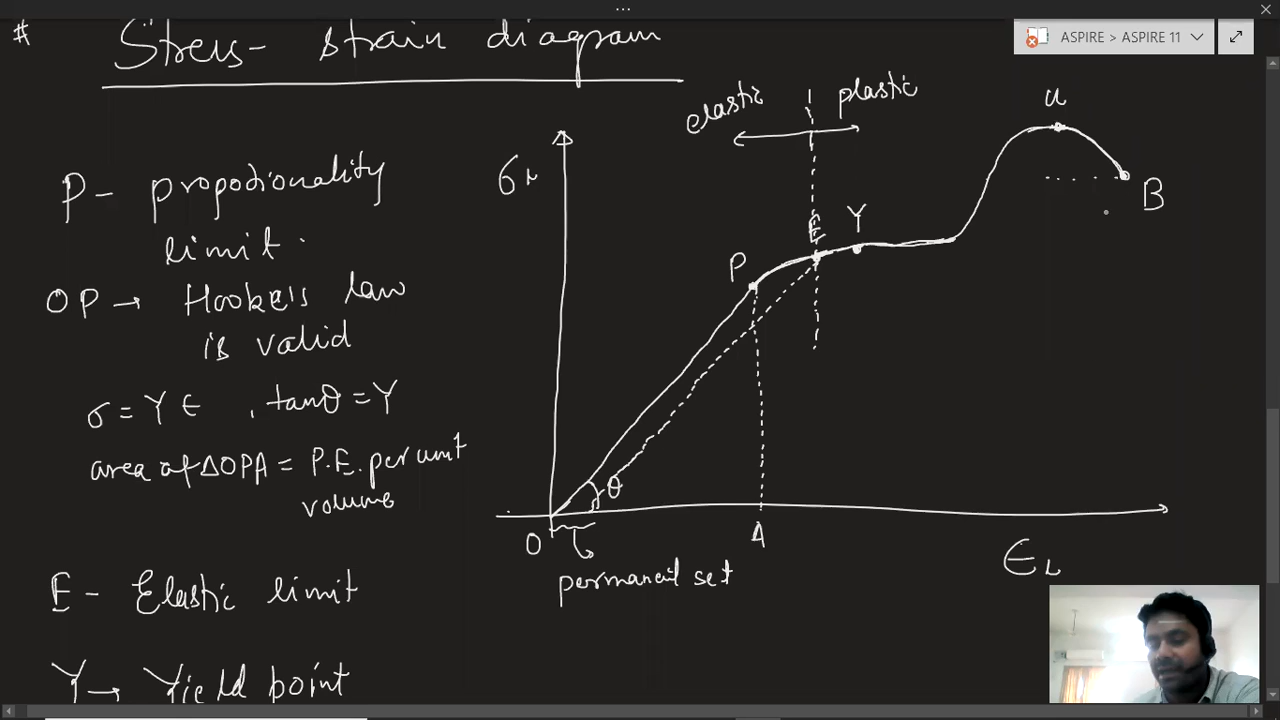 #
Stress- strain diagram
ASPIRE > ASPIRE 11
elastic plastic
P - propotionality
limit.
OP → Hooke's law
is valid
σ = Y ϵ , tanθ = Y
area of ΔOPA = P.E. per unit
volume
E - Elastic limit
Y → Yield point
u
B
E
Y
P
θ
O
A
permanent set
ϵL